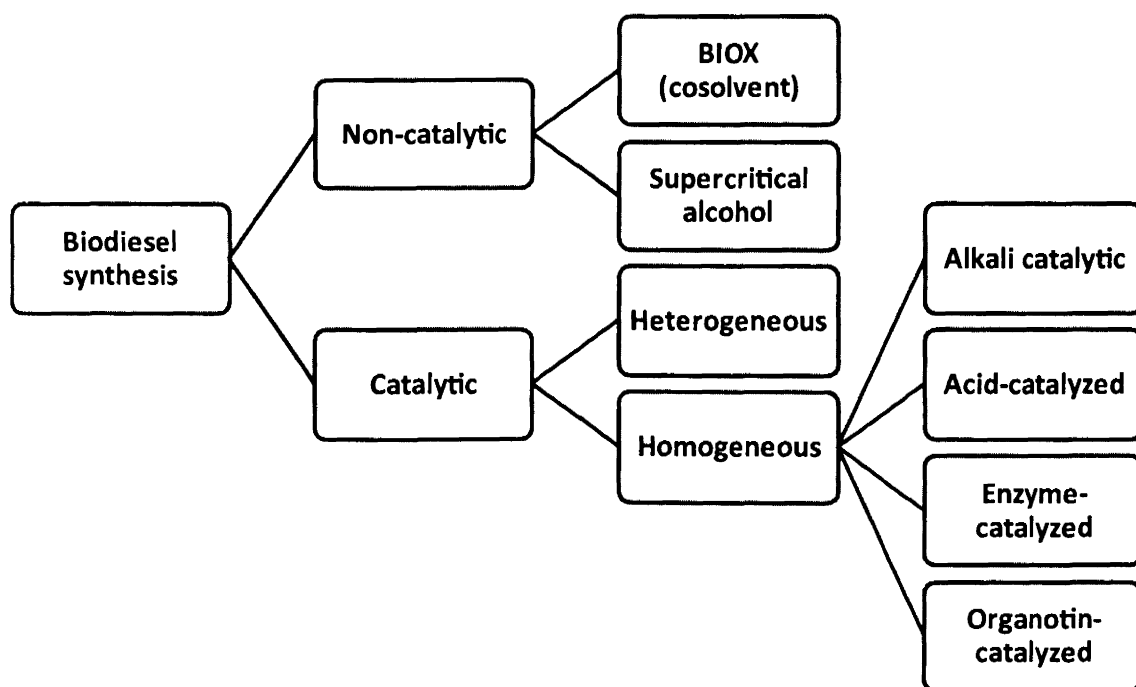 Biodiesel
synthesis
Non-catalytic
Catalytic
BIOX
(cosolvent)
Supercritical
alcohol
Heterogeneous
Homogeneous
Alkali catalytic
Acid-catalyzed
Enzyme-
catalyzed
Organotin-
catalyzed